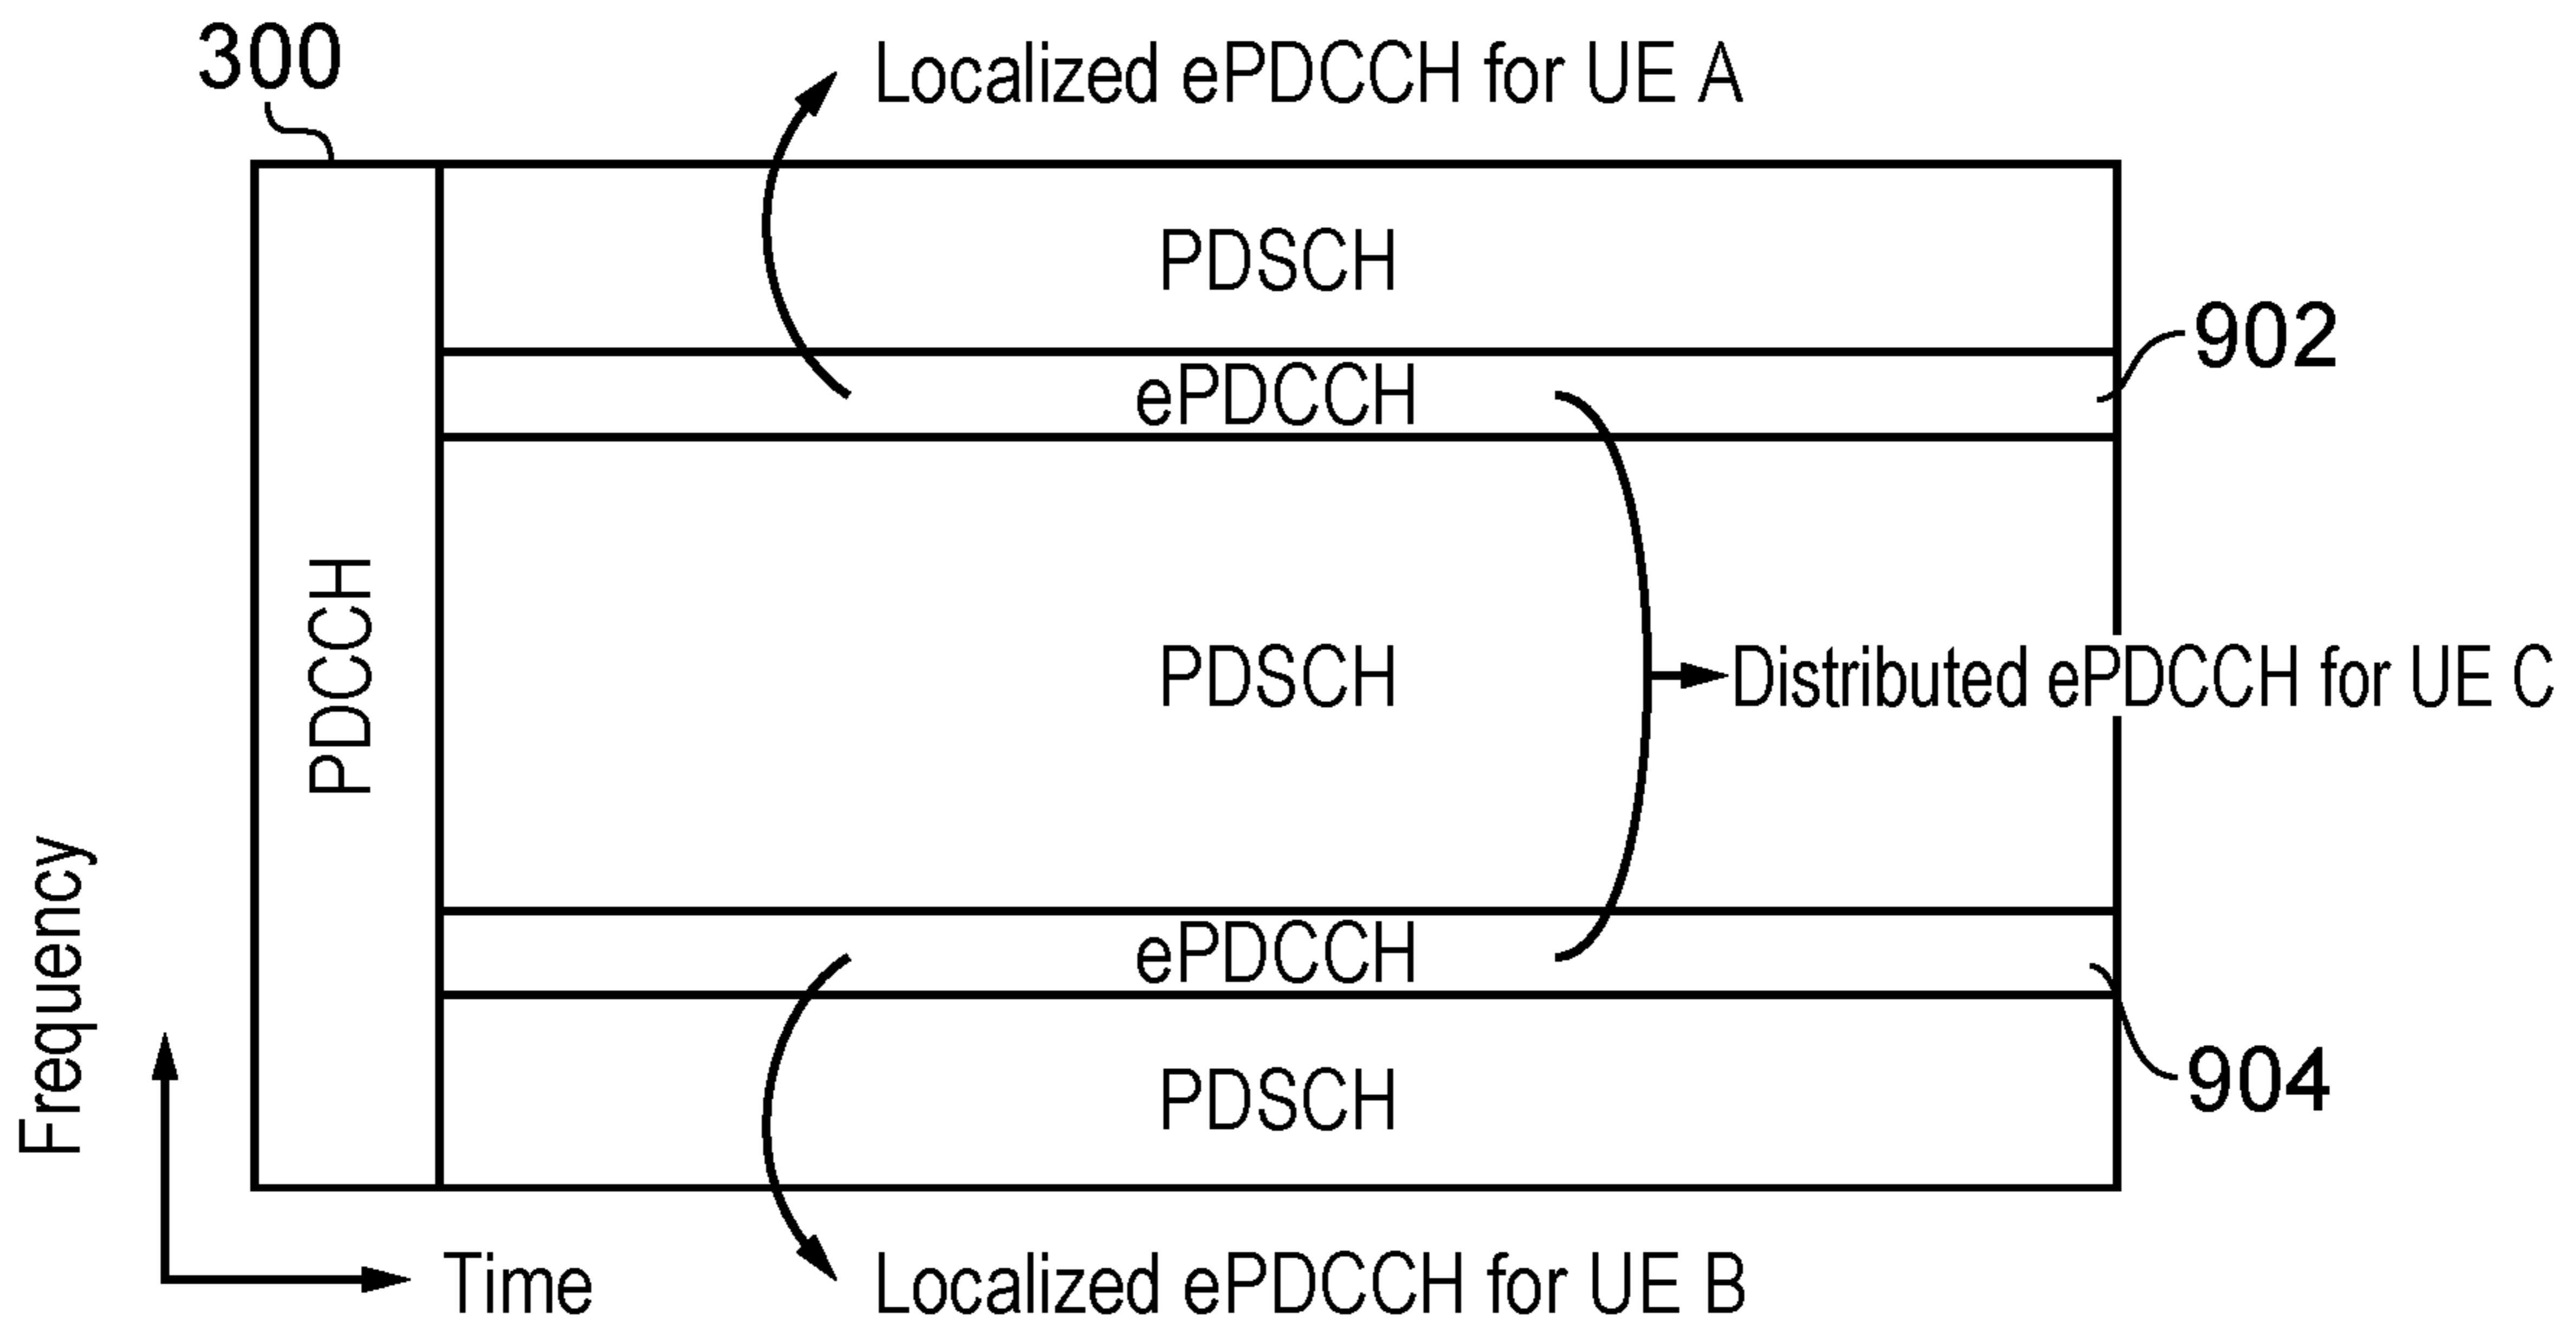 300
Localized ePDCCH for UE A
PDSCH
902
ePDCCH
PDCCH
PDSCH
Distributed ePDCCH for UE C
ePDCCH
904
PDSCH
Frequency
Time
Localized ePDCCH for UE B